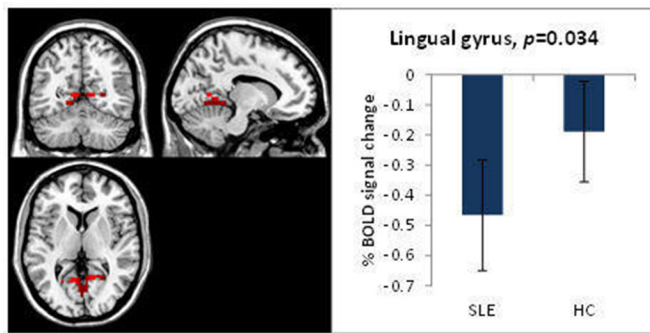 Lingual gyrus, p=0.034
% BOLD signal change
0
-0.1
-0.2
-0.3
-0.4
-0.5
-0.6
-0.7
SLE HC